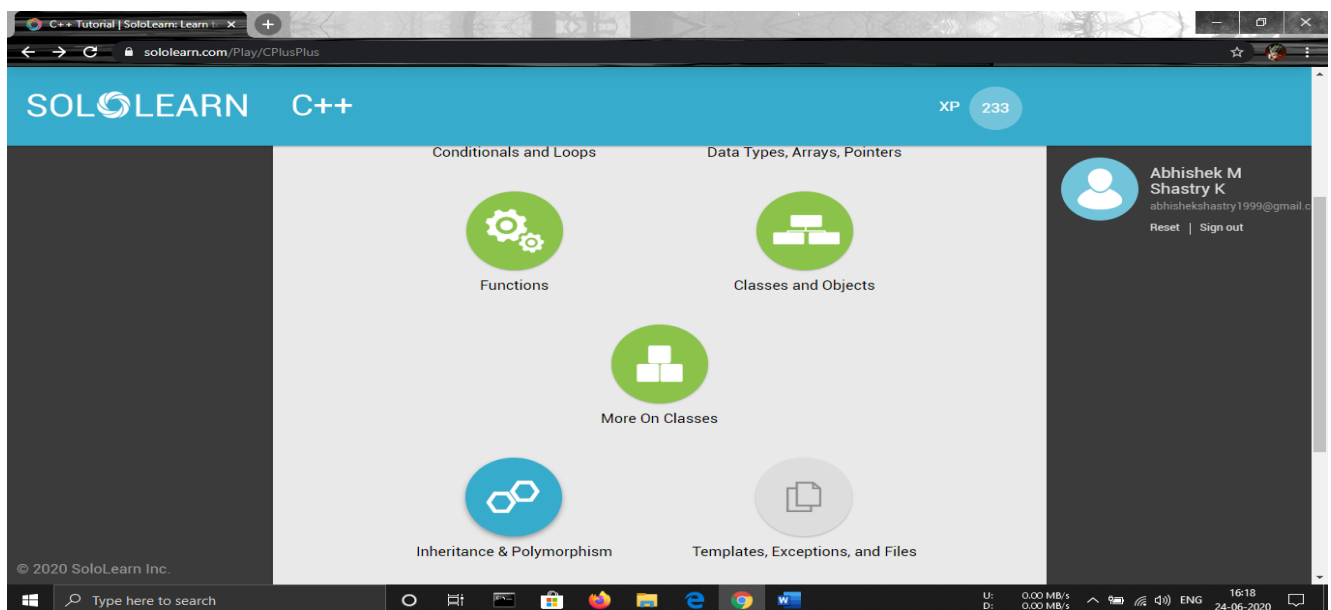 C++ Tutorial | SoloLearn: Learn t
sololearn.com/Play/CPlusPlus
SOLOLEARN C++ XP 233
Conditionals and Loops Data Types, Arrays, Pointers
Abhishek M
Shastry K
abhishekshastry1999@gmail.c
Reset | Sign out
Functions Classes and Objects
More On Classes
Inheritance & Polymorphism Templates, Exceptions, and Files
© 2020 SoloLearn Inc.
Type here to search
U: 0.00 MB/s
D: 0.00 MB/s
ENG
16:18
24-06-2020